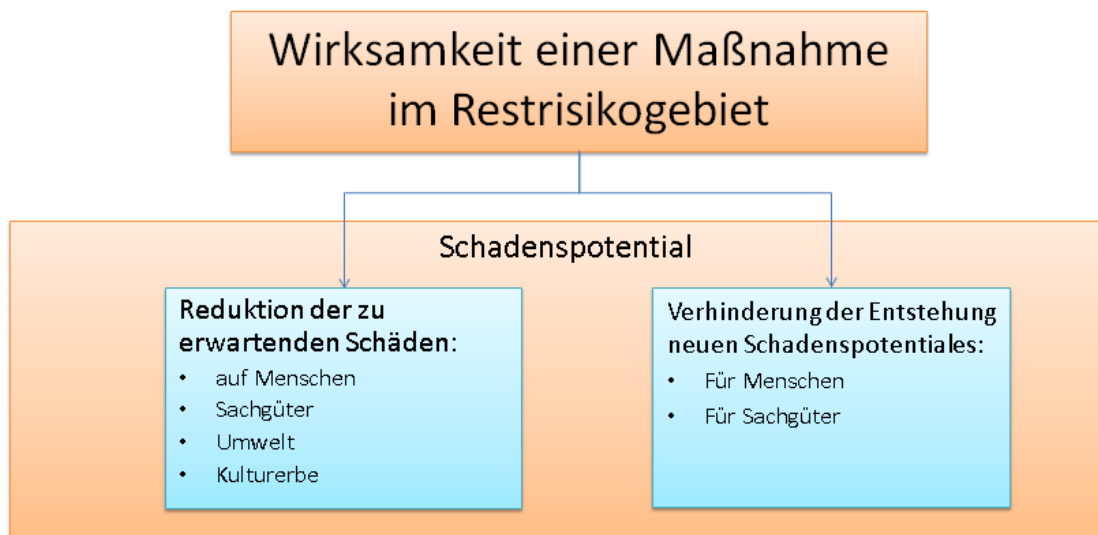 Wirksamkeit einer Maßnahme
im Restrisikogebiet
Schadenspotential
Reduktion der zu
erwartenden Schäden:
• auf Menschen
• Sachgüter
• Umwelt
• Kulturerbe
Verhinderung der Entstehung
neuen Schadenspotentiales:
• Für Menschen
• Für Sachgüter